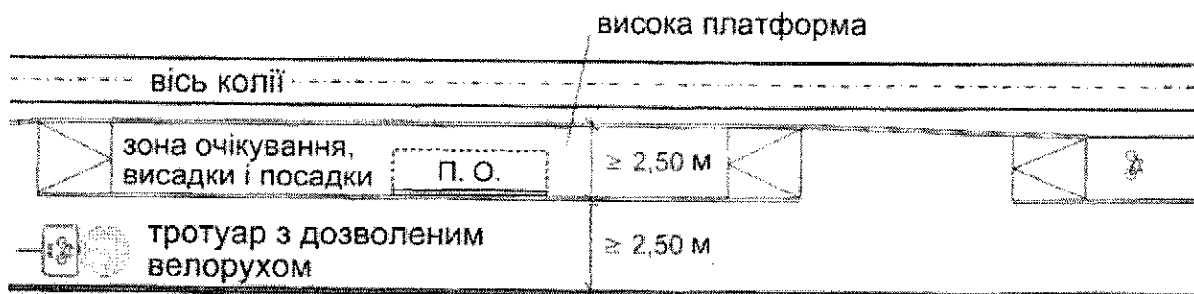 висока платформа
вісь колії
зона очікування,
висадки і посадки
П. О.
≥ 2,50 м
тротуар з дозволеним
велорухом
≥ 2,50 м